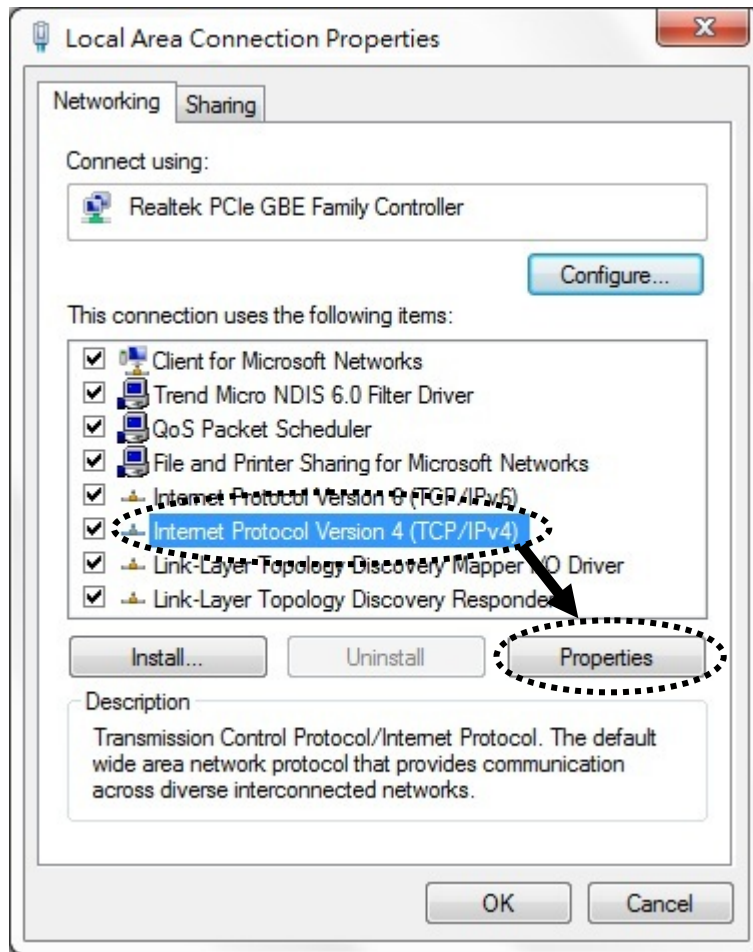 Local Area Connection Properties
Networking
Sharing
Connect using:
Realtek PCIe GBE Family Controller
Configure...
This connection uses the following items:
Client for Microsoft Networks
Trend Micro NDIS 6.0 Filter Driver
QoS Packet Scheduler
File and Printer Sharing for Microsoft Networks
Internet Protocol Version 6 (TCP/IPv6)
Internet Protocol Version 4 (TCP/IPv4)
Link-Layer Topology Discovery Mapper I/O Driver
Link-Layer Topology Discovery Responder
Install...
Uninstall
Properties
Description
Transmission Control Protocol/Internet Protocol. The default
wide area network protocol that provides communication
across diverse interconnected networks.
OK
Cancel